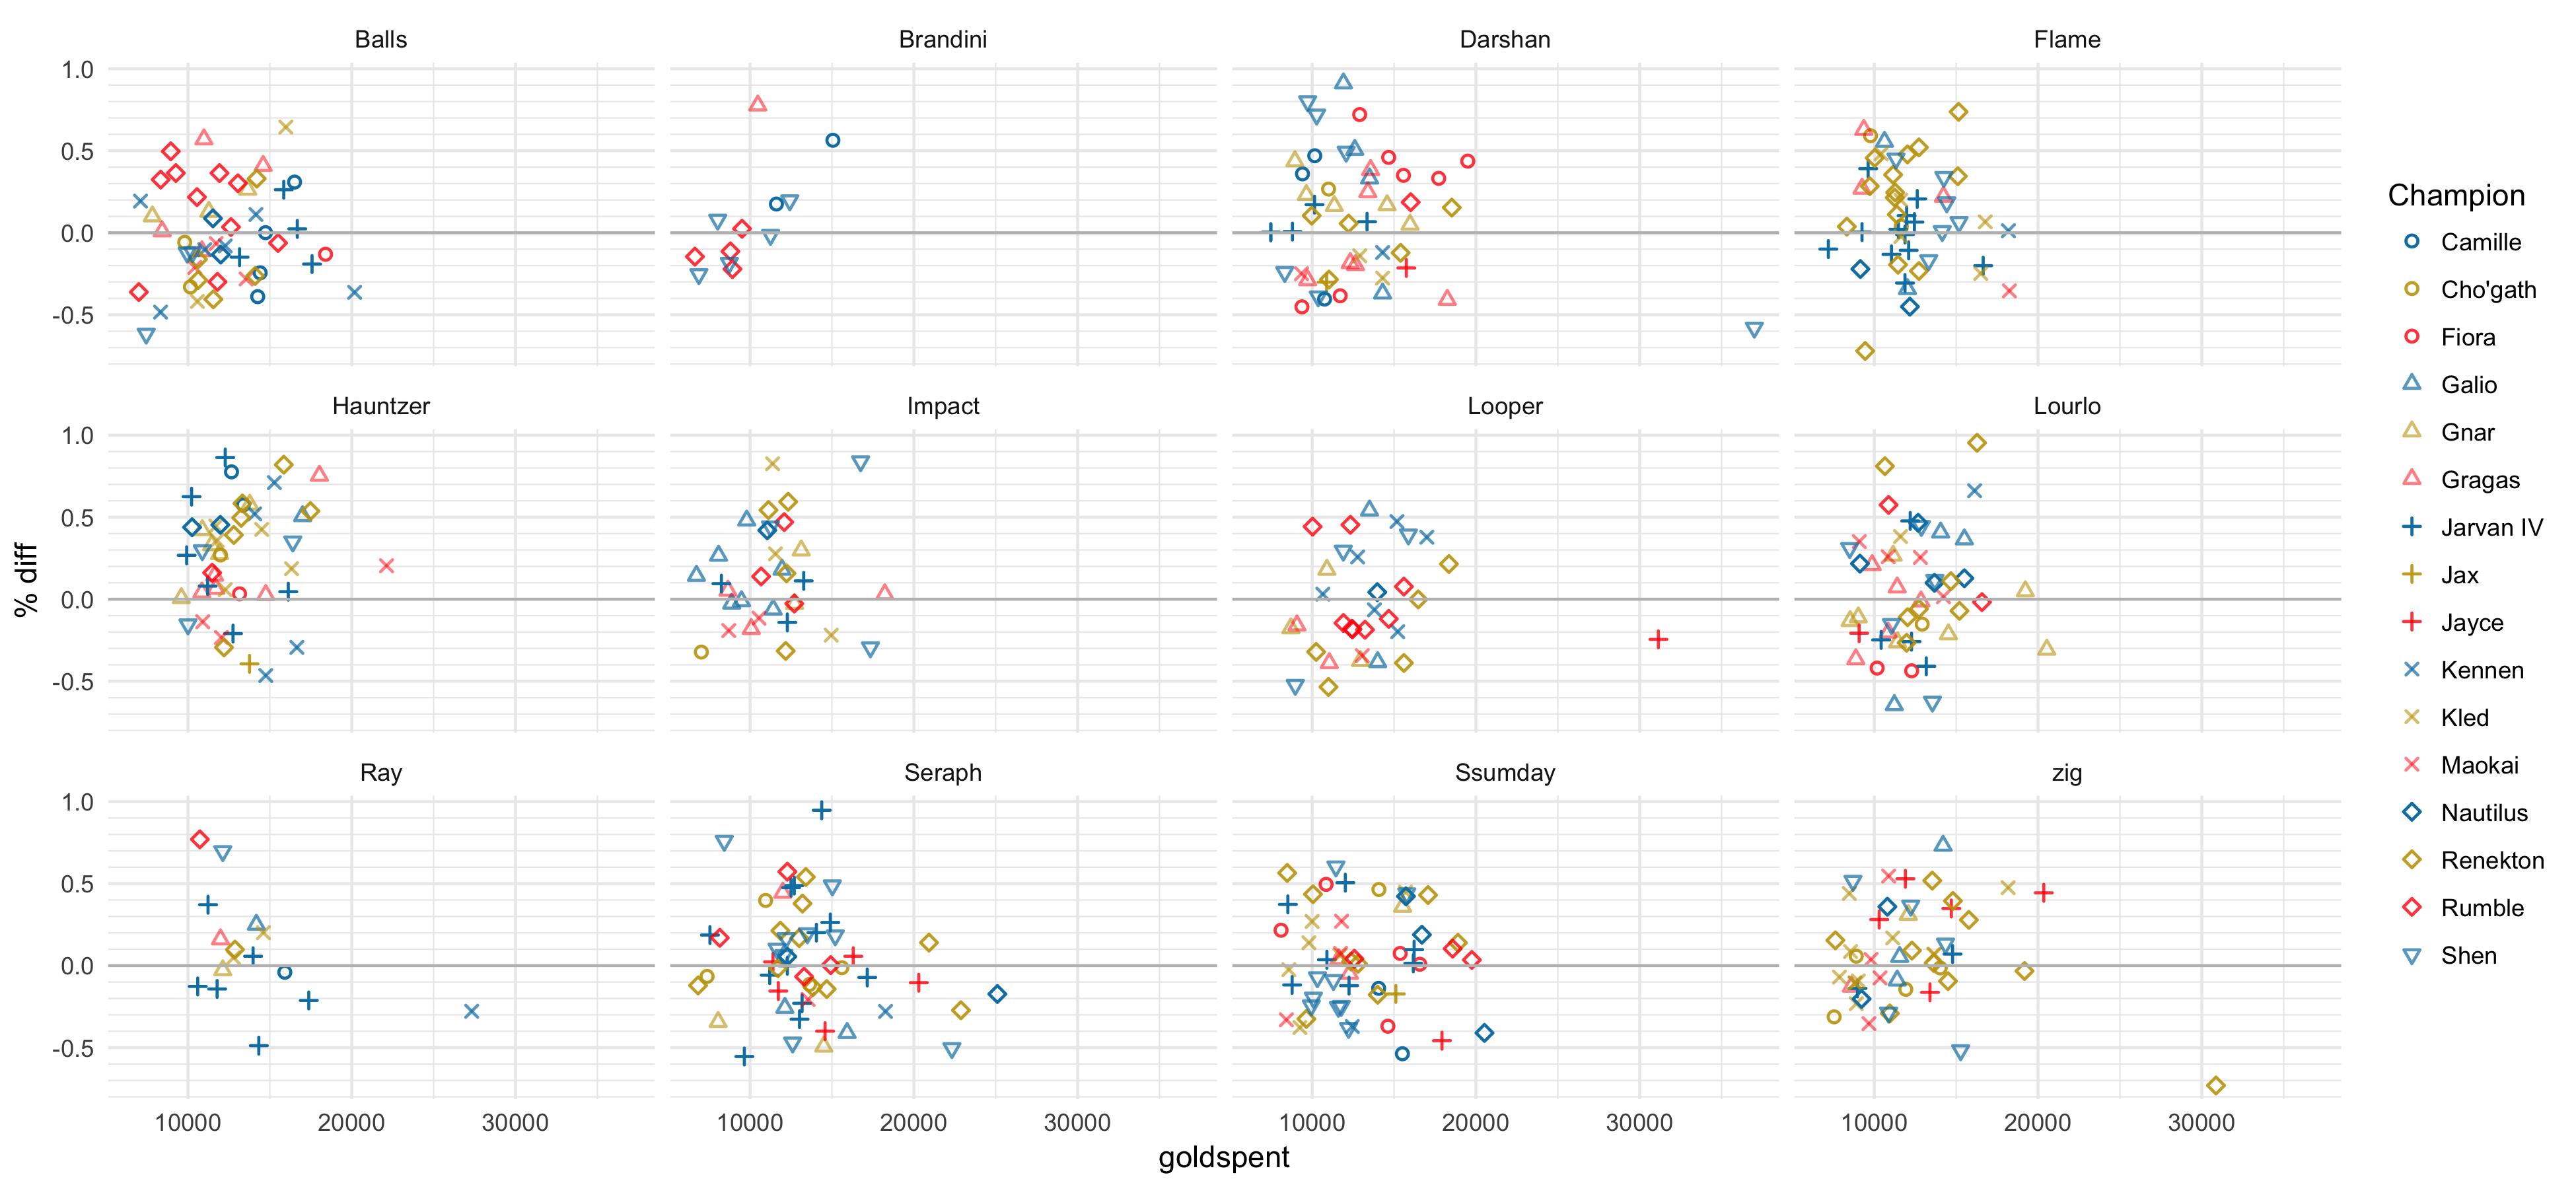 Balls Brandini Darshan Flame
1.0
0.5
0.0
-0.5
Hauntzer Impact Looper Lourlo
1.0
0.5
0.0
-0.5
Ray Seraph Ssumday zig
1.0
0.5
0.0
-0.5
10000 20000 30000 10000 20000 30000 10000 20000 30000 10000 20000 30000
goldspent
% diff
Champion
Camille
Cho'gath
Fiora
Galio
Gnar
Gragas
Jarvan IV
Jax
Jayce
Kennen
Kled
Maokai
Nautilus
Renekton
Rumble
Shen